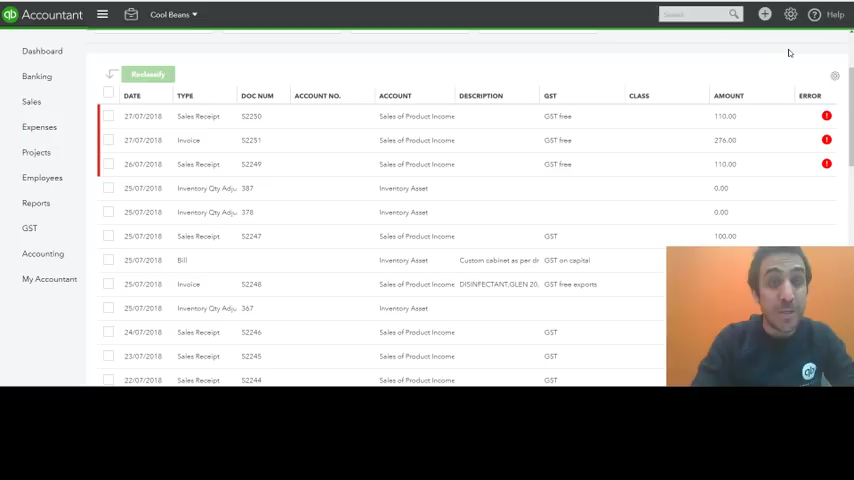 qb Accountant Cool Beans Search Help
Dashboard
Banking
Sales
Expenses
Projects
Employees
Reports
GST
Accounting
My Accountant
Reclassify
DATE TYPE DOC NUM ACCOUNT NO. ACCOUNT DESCRIPTION GST CLASS AMOUNT ERROR
27/07/2018 Sales Receipt S2250 Sales of Product Income GST free 110.00
27/07/2018 Invoice S2251 Sales of Product Income GST free 276.00
26/07/2018 Sales Receipt S2249 Sales of Product Income GST free 110.00
25/07/2018 Inventory Qty Adju 387 Inventory Asset 0.00
25/07/2018 Inventory Qty Adju 378 Inventory Asset 0.00
25/07/2018 Sales Receipt S2247 Sales of Product Income GST 100.00
25/07/2018 Bill Inventory Asset Custom cabinet as per dr GST on capital
25/07/2018 Invoice S2248 Sales of Product Income DISINFECTANT,GLEN 20, GST free exports
25/07/2018 Inventory Qty Adju 367 Inventory Asset
24/07/2018 Sales Receipt S2246 Sales of Product Income GST
23/07/2018 Sales Receipt S2245 Sales of Product Income GST
22/07/2018 Sales Receipt S2244 Sales of Product Income GST
qb